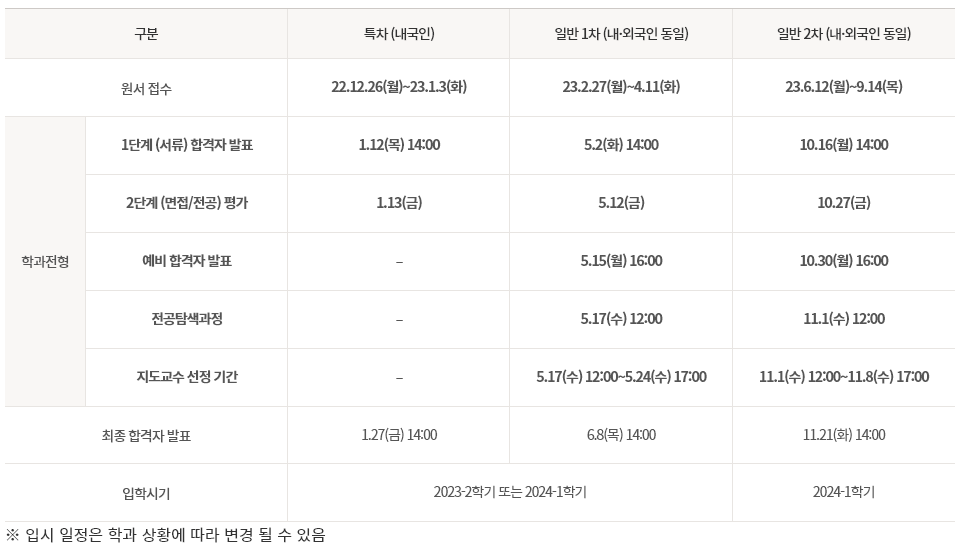 구분 특차 (내국인) 일반 1차 (내·외국인 동일) 일반 2차 (내·외국인 동일)
원서 접수 22.12.26(월)~23.1.3(화) 23.2.27(월)~4.11(화) 23.6.12(월)~9.14(목)
1단계 (서류) 합격자 발표 1.12(목) 14:00 5.2(화) 14:00 10.16(월) 14:00
2단계 (면접/전공) 평가 1.13(금) 5.12(금) 10.27(금)
학과전형 예비 합격자 발표 – 5.15(월) 16:00 10.30(월) 16:00
전공탐색과정 – 5.17(수) 12:00 11.1(수) 12:00
지도교수 선정 기간 – 5.17(수) 12:00~5.24(수) 17:00 11.1(수) 12:00~11.8(수) 17:00
최종 합격자 발표 1.27(금) 14:00 6.8(목) 14:00 11.21(화) 14:00
입학시기 2023-2학기 또는 2024-1학기 2024-1학기
※ 입시 일정은 학과 상황에 따라 변경 될 수 있음